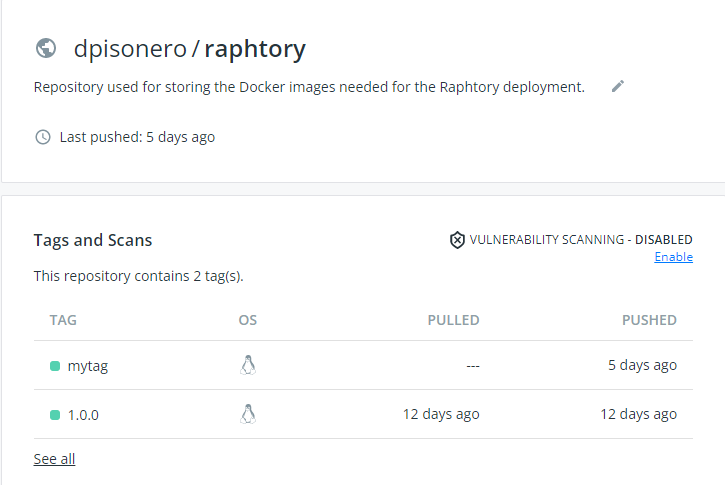 dpisonero / raphtory
Repository used for storing the Docker images needed for the Raphtory deployment.
Last pushed: 5 days ago
Tags and Scans
VULNERABILITY SCANNING - DISABLED
Enable
This repository contains 2 tag(s).
TAG OS PULLED PUSHED
mytag --- 5 days ago
1.0.0 12 days ago 12 days ago
See all